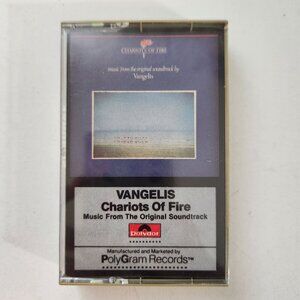 CHARIOTS OF FIRE
music from the original soundtrack by
Vangelis
VANGELIS
Chariots Of Fire
Music From The Original Soundtrack
Polydor
Manufactured and Marketed by
PolyGram Records™